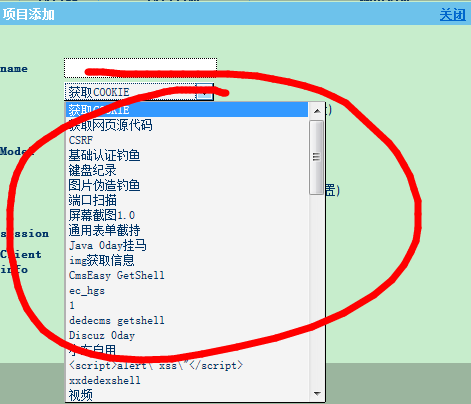 项目添加
关闭
name
获取COOKIE
获取COOKIE
获取网页源代码
CSRF
Model
基础认证钓鱼
键盘纪录
图片伪造钓鱼
置)
端口扫描
屏幕截图1.0
通用表单截持
session
Java 0day挂马
Client
img获取信息
info
CmsEasy GetShell
ec_hgs
1
dedecms getshell
Discuz 0day
<script>alert\"xss\"</script>
xxdedexshell
视频